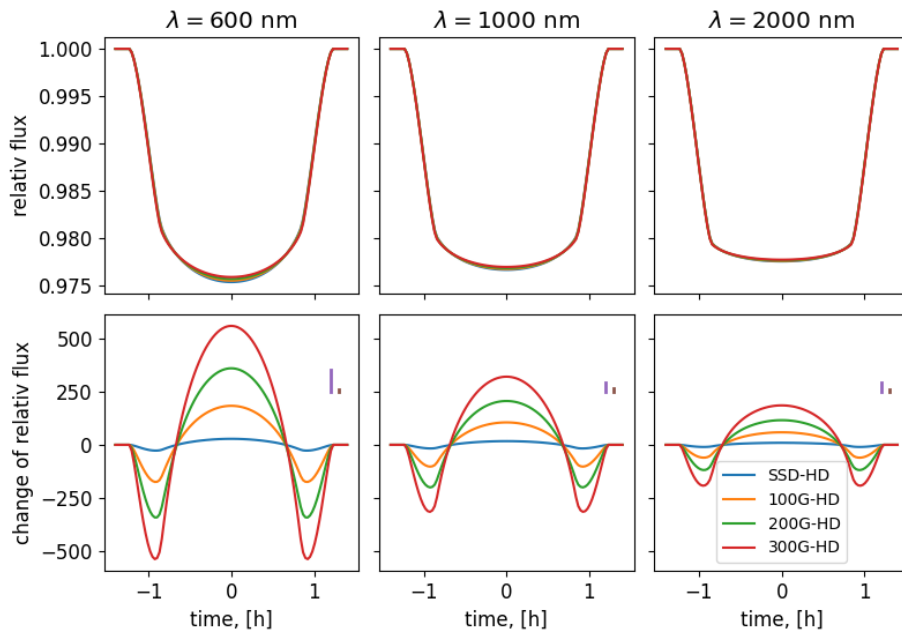 λ = 600 nm
λ = 1000 nm
λ = 2000 nm
relativ flux
1.000
0.995
0.990
0.985
0.980
0.975
change of relative flux
500
250
0
−250
−500
SSD-HD
100G-HD
200G-HD
300G-HD
−1
0
1
−1
0
1
−1
0
1
time, [h]
time, [h]
time, [h]